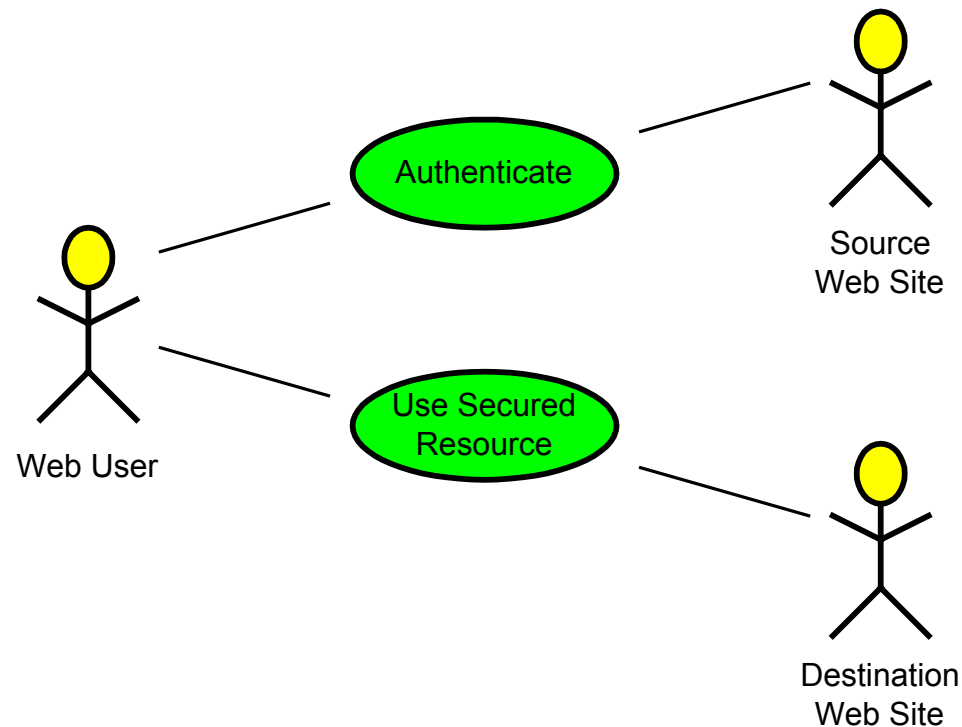 Authenticate
Source
Web Site
Use Secured
Resource
Web User
Destination
Web Site